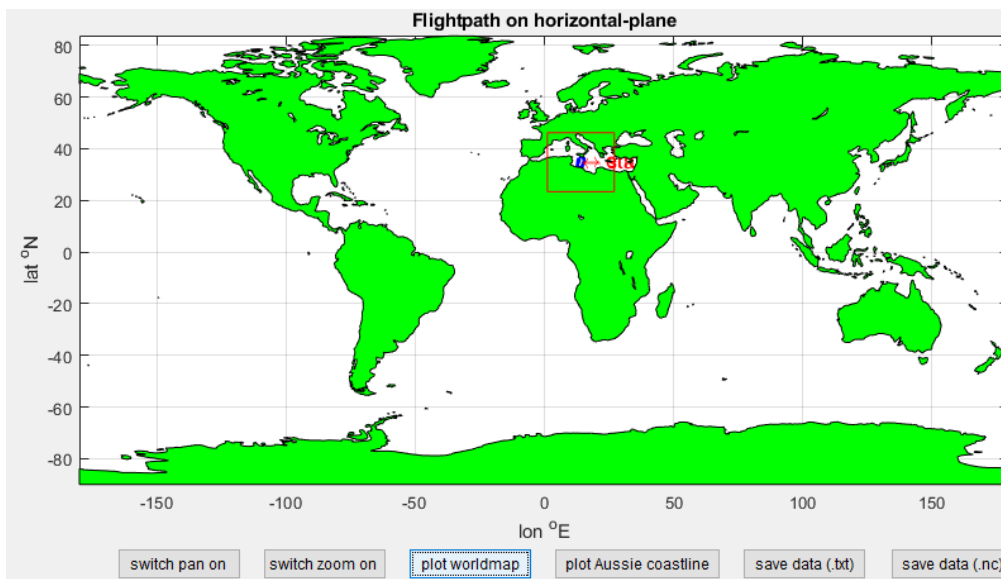 Flightpath on horizontal-plane
80
60
40
20
0
-20
-40
-60
-80
lat °N
-150 -100 -50 0 50 100 150
lon °E
switch pan on switch zoom on plot worldmap plot Aussie coastline save data (.txt) save data (.nc)